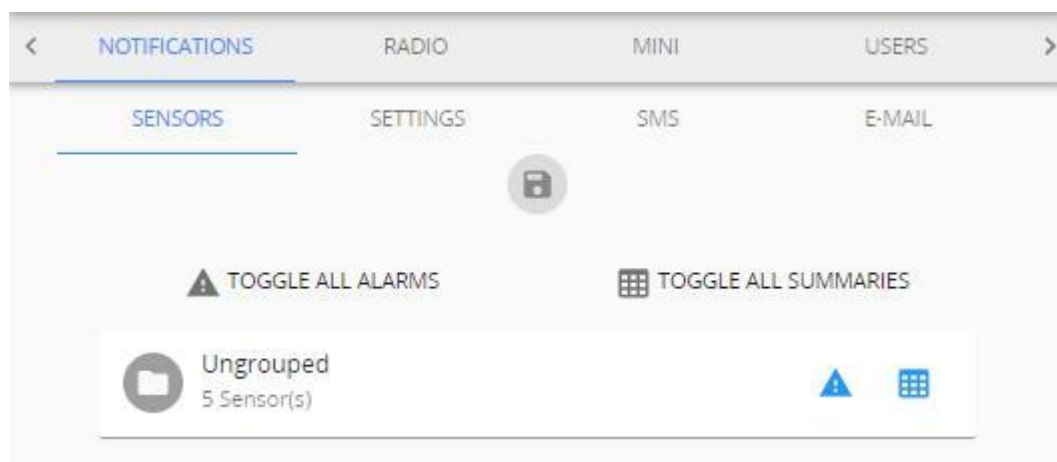 NOTIFICATIONS RADIO MINI USERS
SENSORS SETTINGS SMS E-MAIL
TOGGLE ALL ALARMS TOGGLE ALL SUMMARIES
Ungrouped
5 Sensor(s)